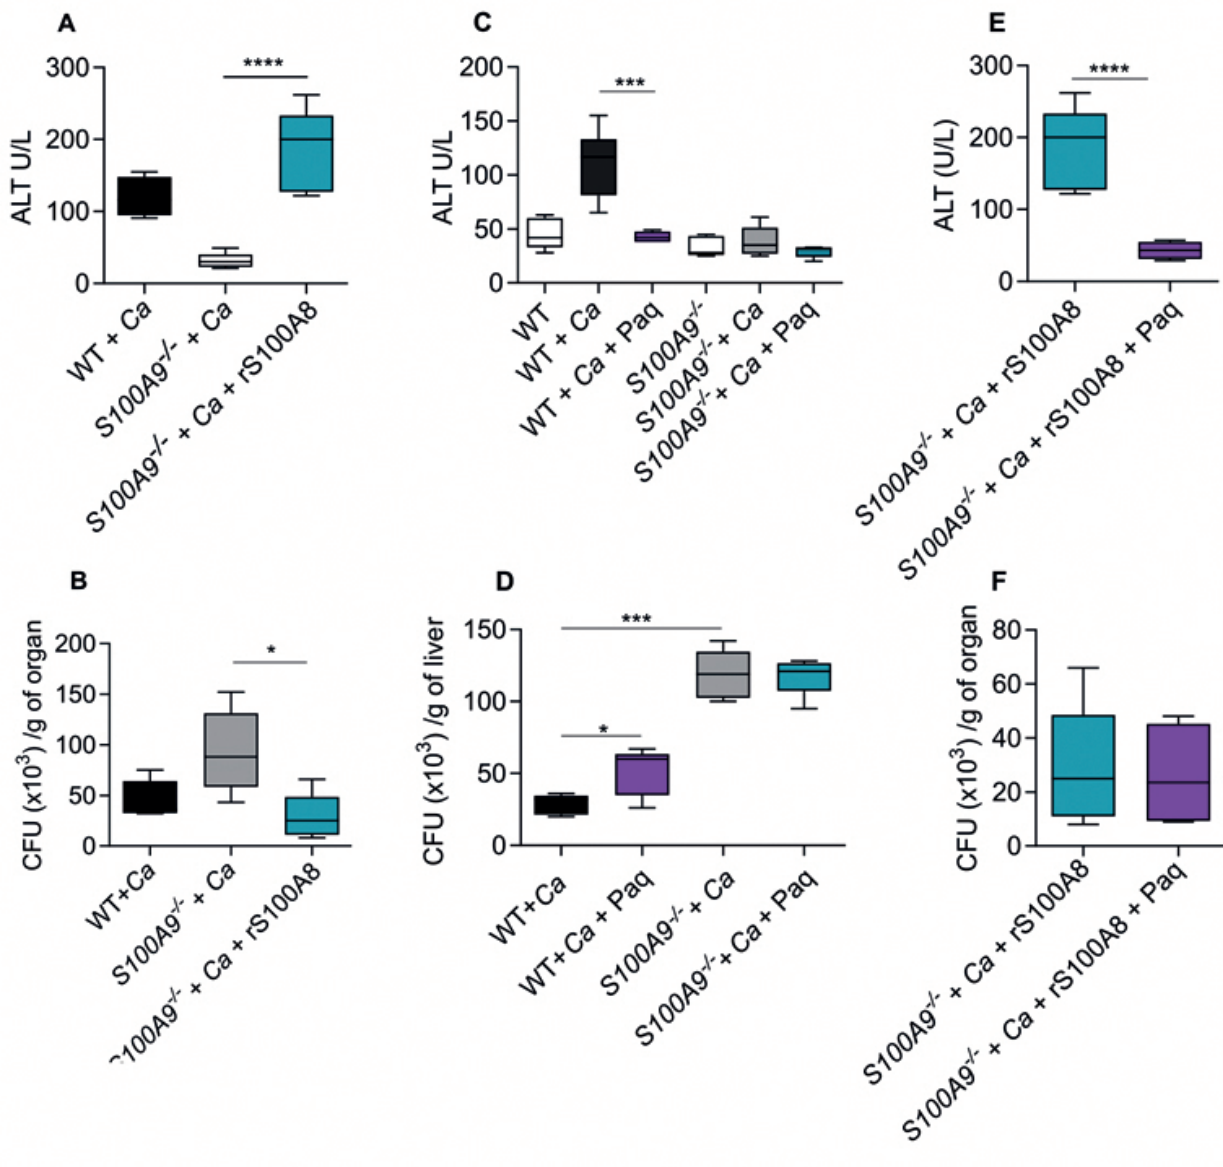 A
ALT U/L
300
200
100
0
****
WT + Ca
S100A9-/- + Ca
S100A9-/- + Ca + rS100A8
C
ALT U/L
200
150
100
50
0
***
WT
WT + Ca
WT + Ca + Paq
S100A9-/-
S100A9-/- + Ca
S100A9-/- + Ca + Paq
E
ALT (U/L)
300
200
100
0
****
S100A9-/- + Ca + rS100A8
S100A9-/- + Ca + rS100A8 + Paq
B
CFU (x10³) /g of organ
200
150
100
50
0
*
WT+Ca
S100A9-/- + Ca
S100A9-/- + Ca + rS100A8
D
CFU (x10³) /g of liver
150
100
50
0
***
*
WT+Ca
WT+ Ca + Paq
S100A9-/- + Ca
S100A9-/- + Ca + Paq
F
CFU (x10³) /g of organ
80
60
40
20
0
S100A9-/- + Ca + rS100A8
S100A9-/- + Ca + rS100A8 + Paq